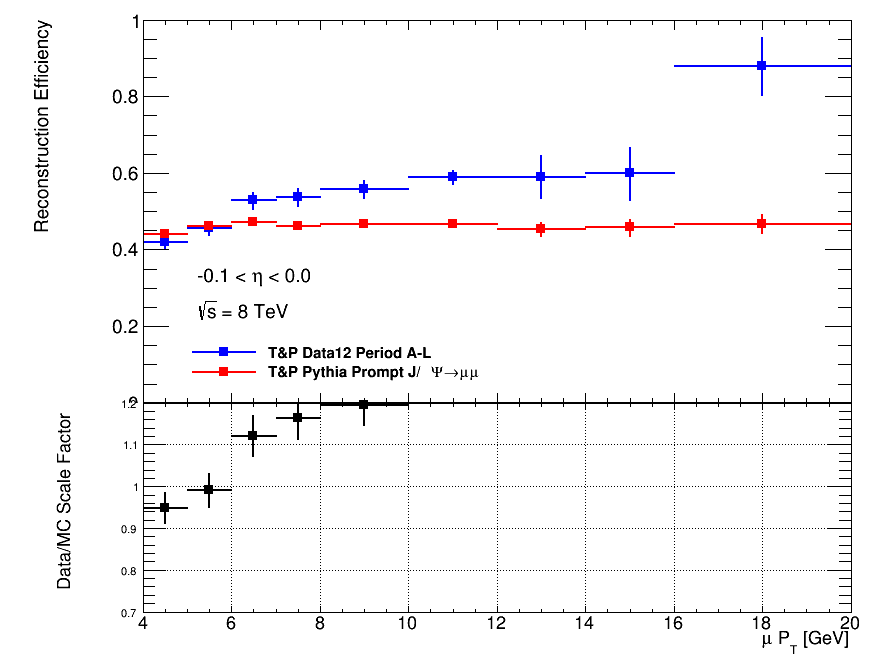 Reconstruction Efficiency
1
0.8
0.6
0.4
0.2
-0.1 < η < 0.0
√s = 8 TeV
T&P Data12 Period A-L
T&P Pythia Prompt J/ Ψ→μμ
Data/MC Scale Factor
1.2
1.1
1
0.9
0.8
0.7
4 6 8 10 12 14 16 18 20
μ P_T [GeV]